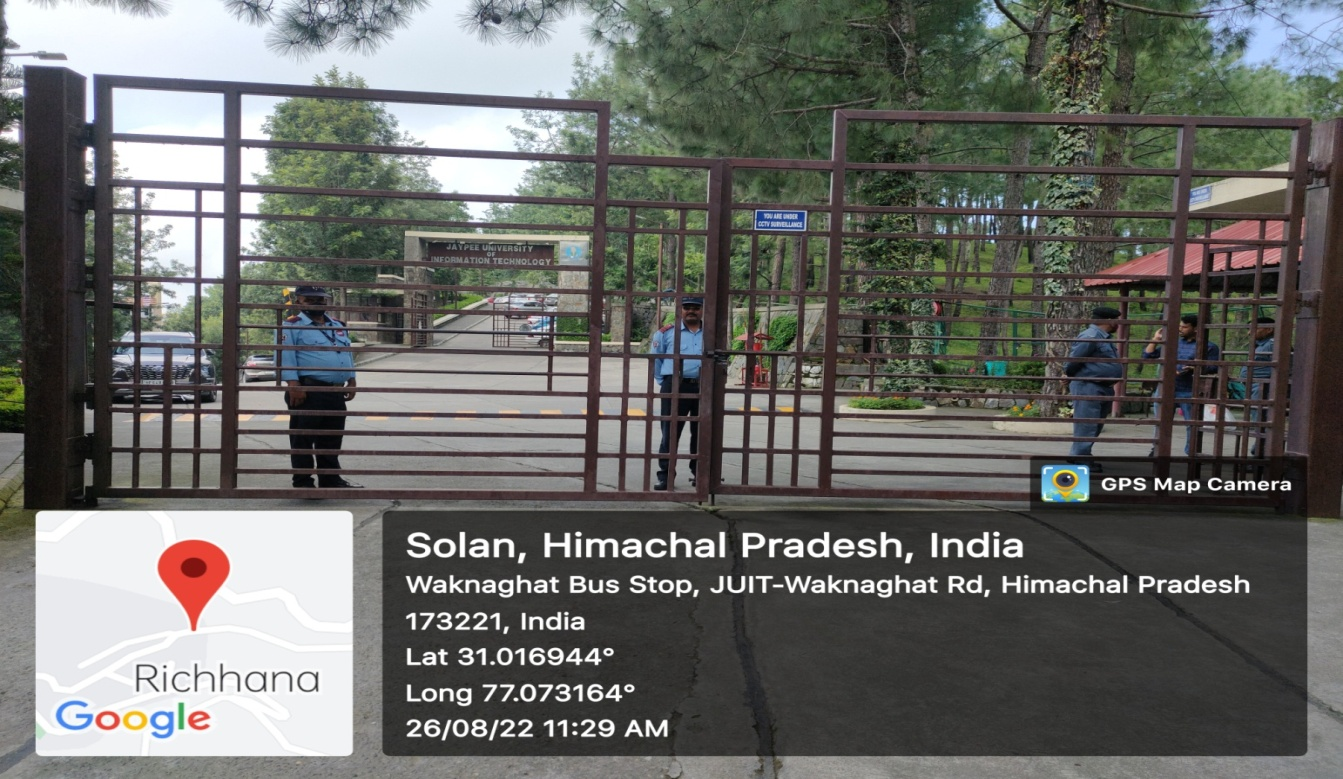 YOU ARE UNDER
CCTV SURVEILLANCE
JAYPEE UNIVERSITY
OF
INFORMATION TECHNOLOGY
GPS Map Camera
Solan, Himachal Pradesh, India
Waknaghat Bus Stop, JUIT-Waknaghat Rd, Himachal Pradesh
173221, India
Lat 31.016944°
Long 77.073164°
26/08/22 11:29 AM
Richhana
Google